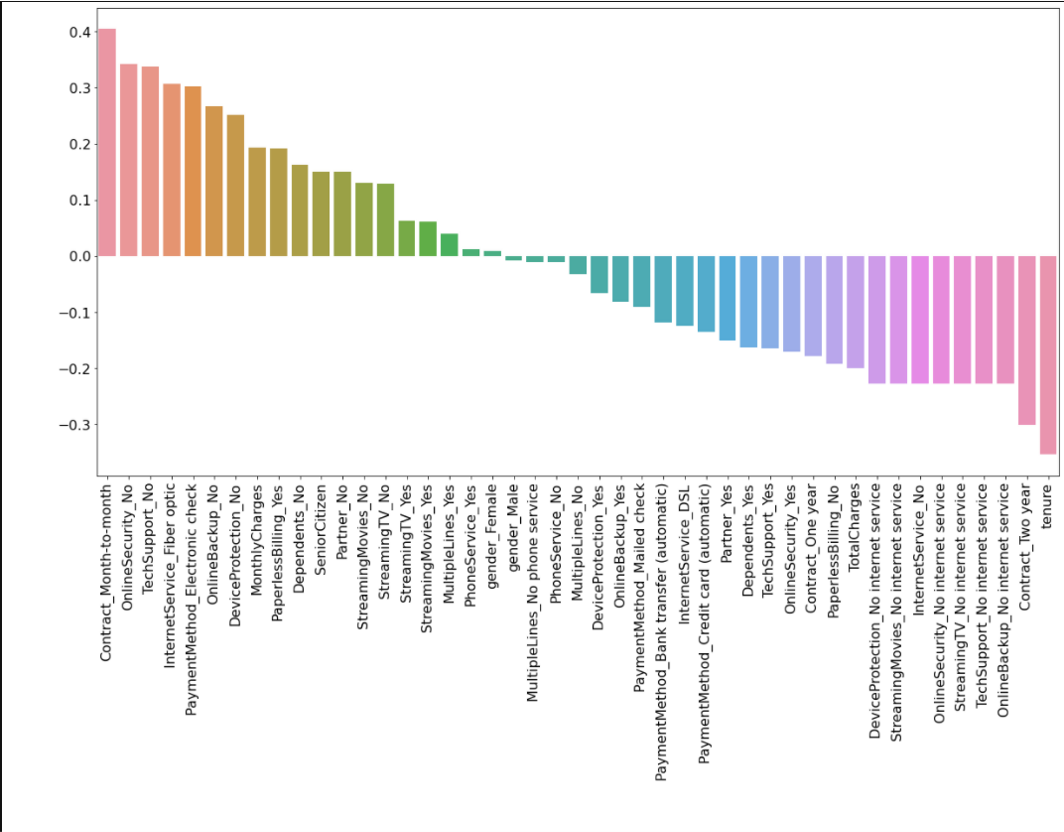 0.4
0.3
0.2
0.1
0.0
−0.1
−0.2
−0.3
Contract_Month-to-month
OnlineSecurity_No
TechSupport_No
InternetService_Fiber optic
PaymentMethod_Electronic check
OnlineBackup_No
DeviceProtection_No
MonthlyCharges
PaperlessBilling_Yes
Dependents_No
SeniorCitizen
Partner_No
StreamingMovies_No
StreamingTV_No
StreamingTV_Yes
StreamingMovies_Yes
MultipleLines_Yes
PhoneService_Yes
gender_Female
gender_Male
MultipleLines_No phone service
PhoneService_No
MultipleLines_No
DeviceProtection_Yes
OnlineBackup_Yes
PaymentMethod_Mailed check
PaymentMethod_Bank transfer (automatic)
InternetService_DSL
PaymentMethod_Credit card (automatic)
Partner_Yes
Dependents_Yes
TechSupport_Yes
OnlineSecurity_Yes
Contract_One year
PaperlessBilling_No
TotalCharges
DeviceProtection_No internet service
StreamingMovies_No internet service
InternetService_No
OnlineSecurity_No internet service
StreamingTV_No internet service
TechSupport_No internet service
OnlineBackup_No internet service
Contract_Two year
tenure